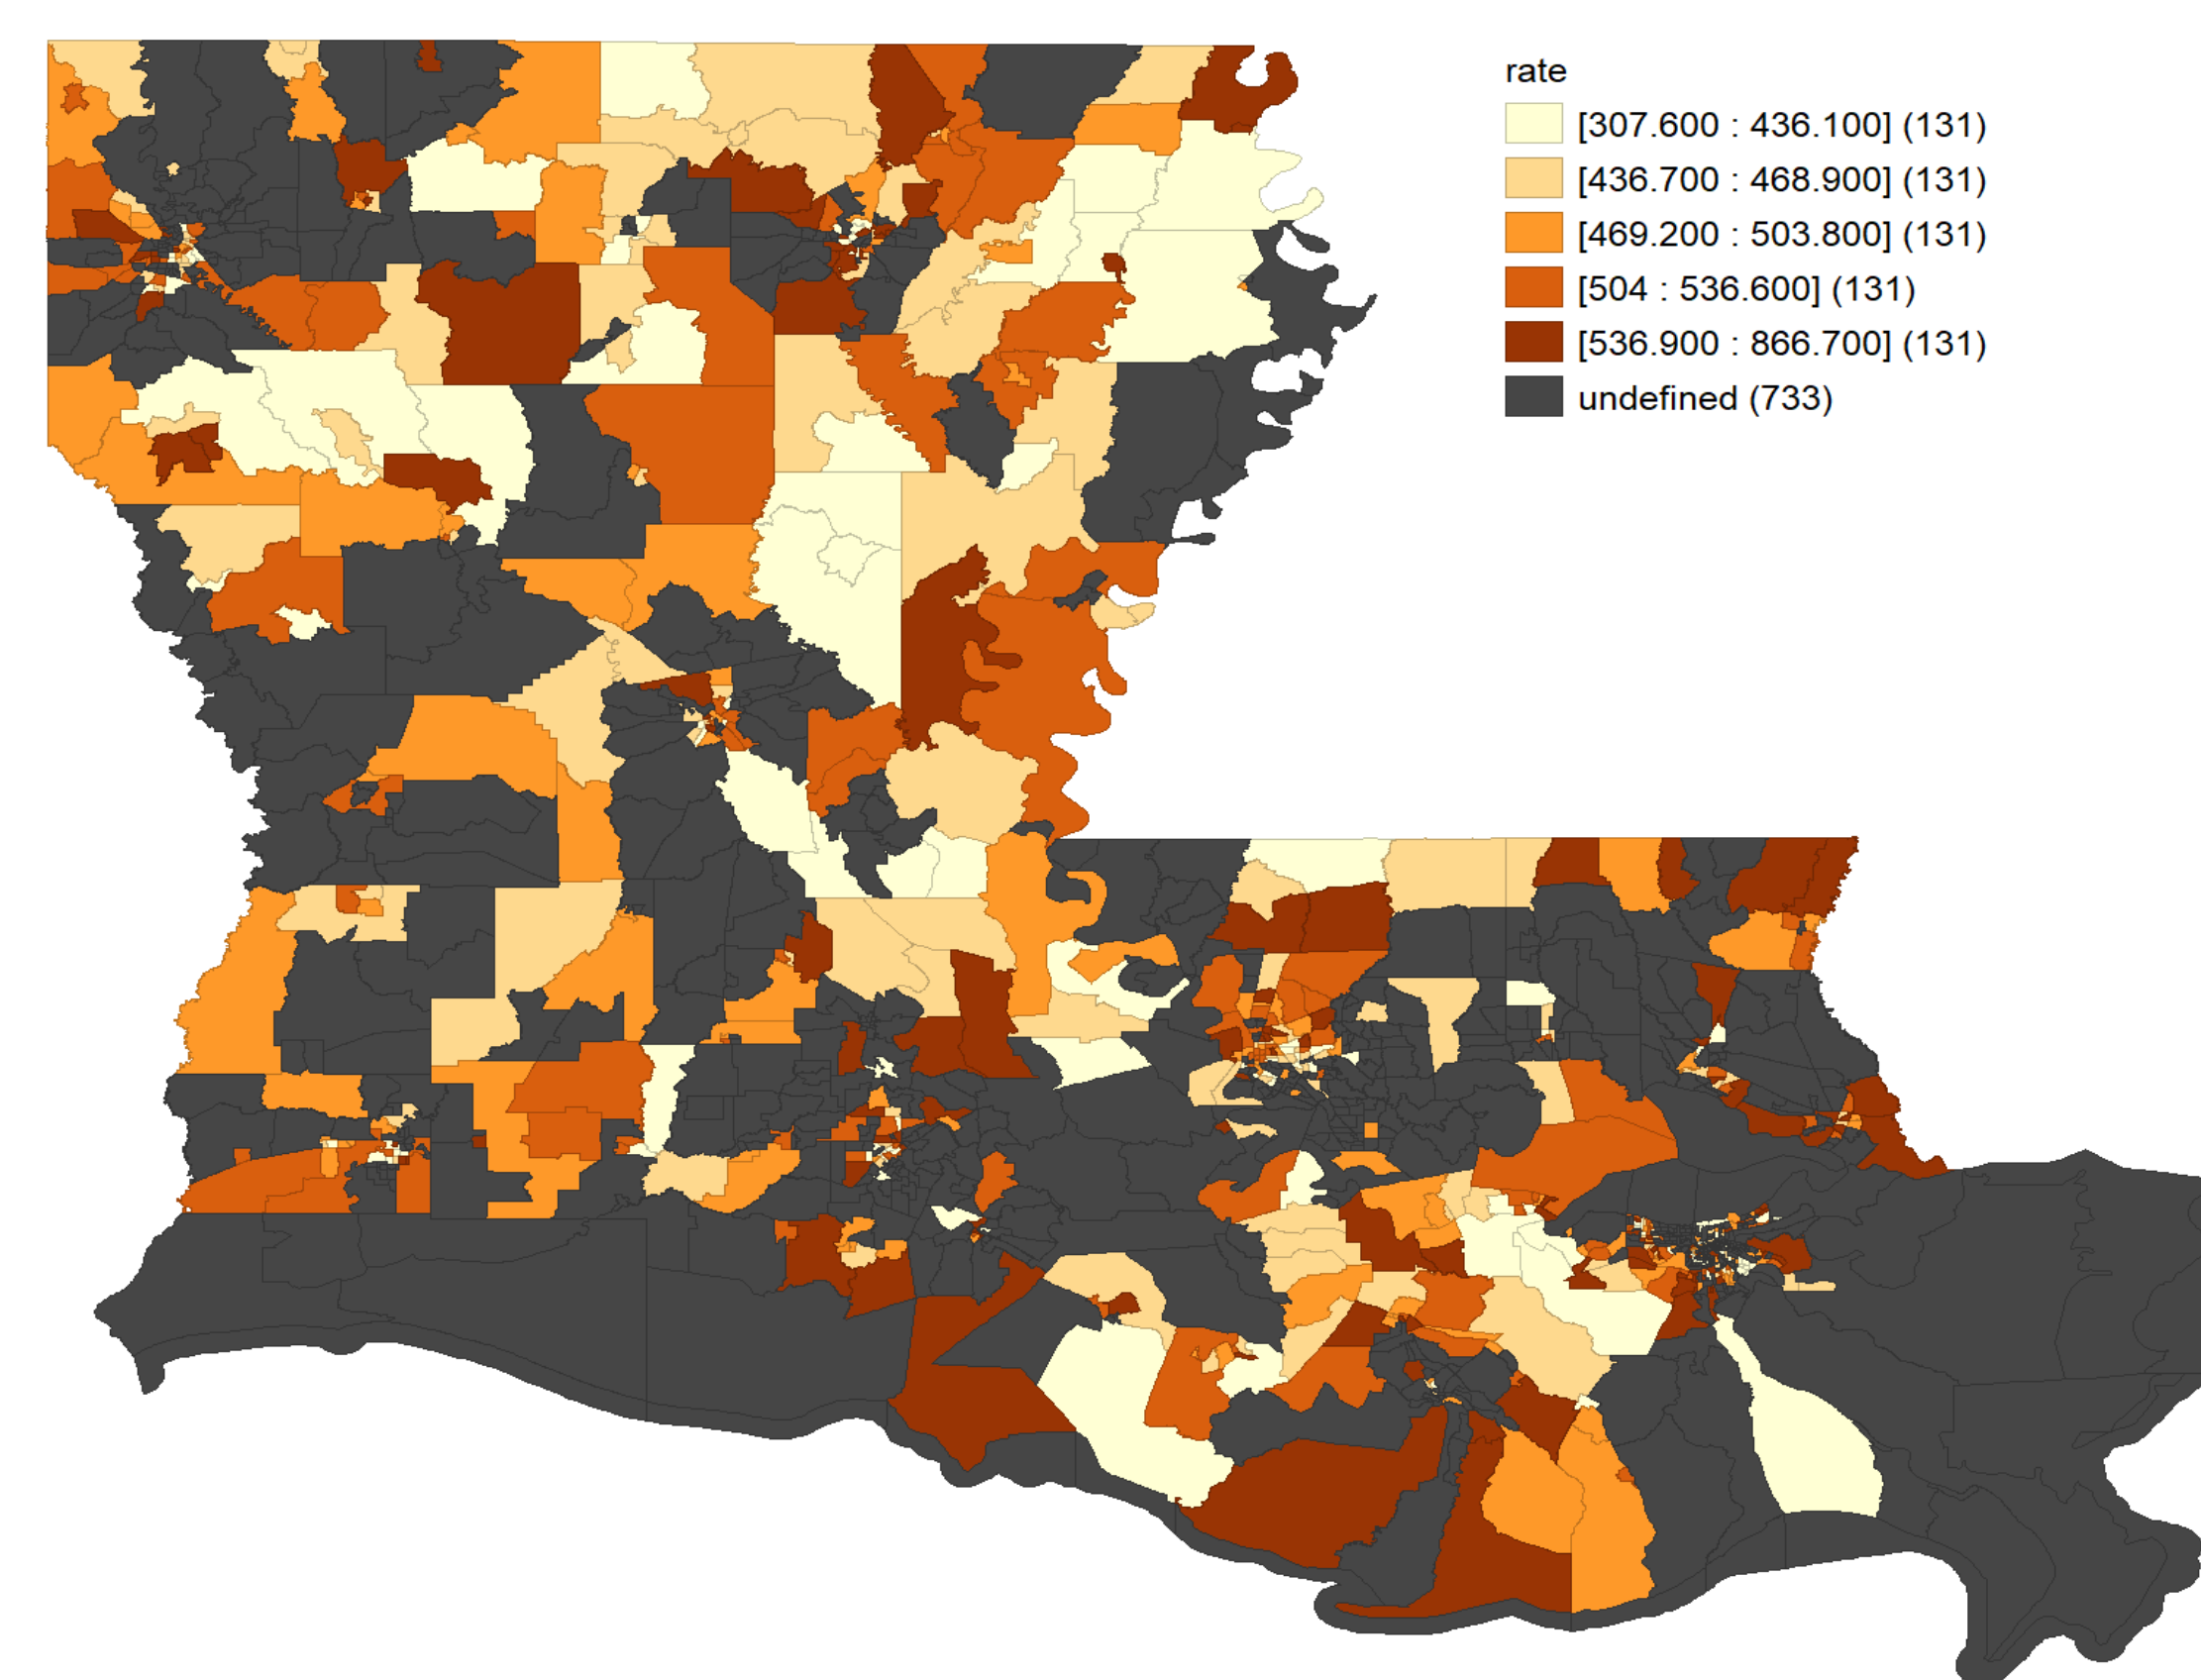 rate
[307.600 : 436.100] (131)
[436.700 : 468.900] (131)
[469.200 : 503.800] (131)
[504 : 536.600] (131)
[536.900 : 866.700] (131)
undefined (733)